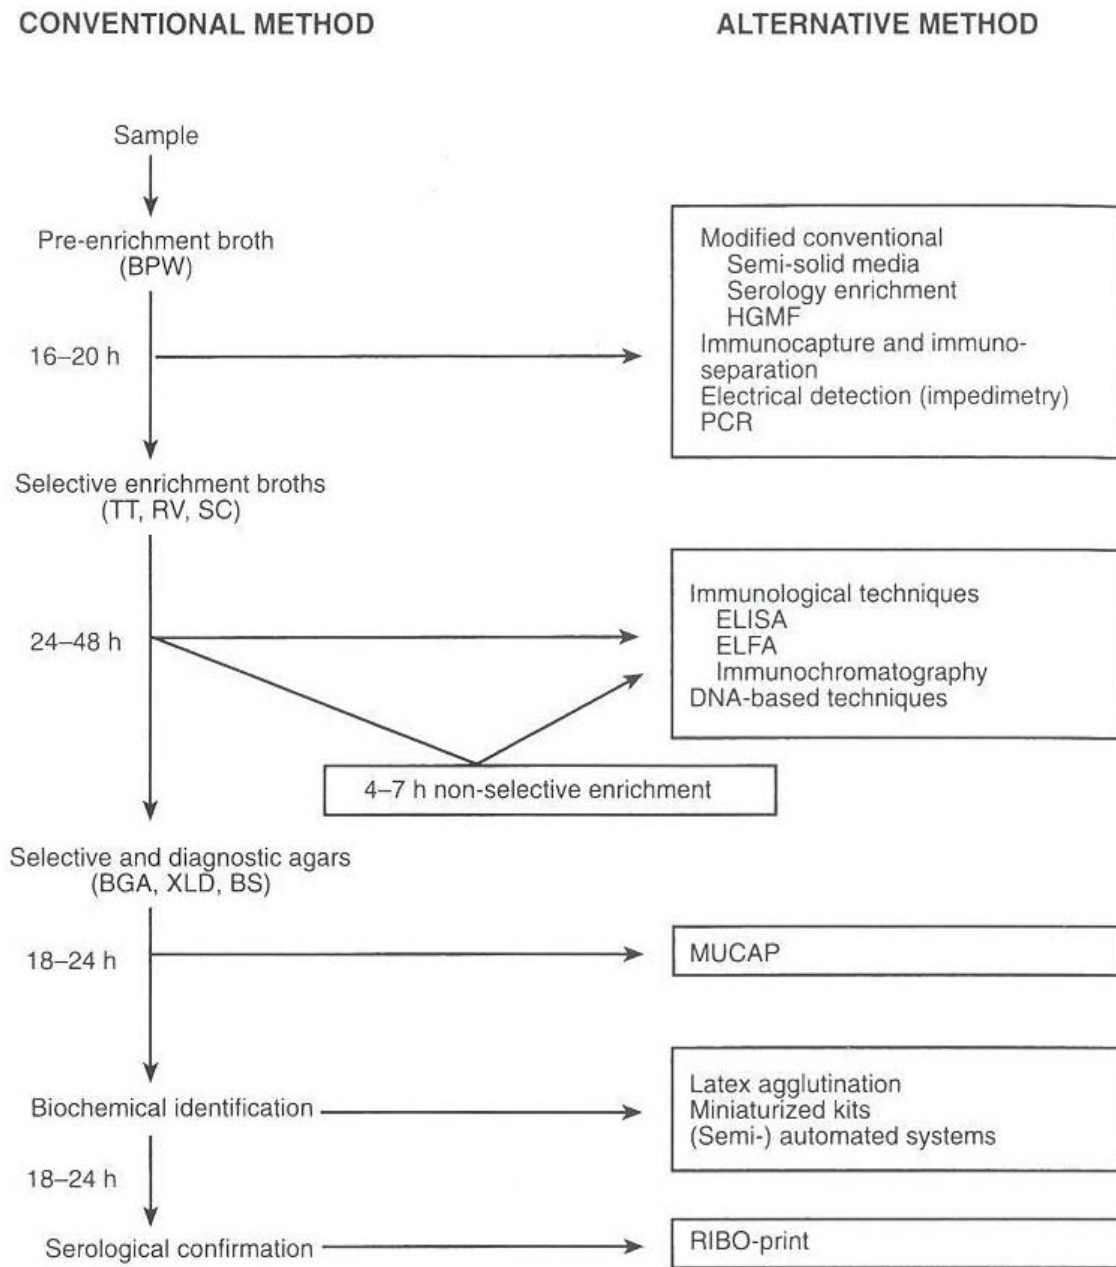 CONVENTIONAL METHOD
ALTERNATIVE METHOD
Sample
Pre-enrichment broth
(BPW)
16–20 h
Modified conventional
Semi-solid media
Serology enrichment
HGMF
Immunocapture and immuno-
separation
Electrical detection (impedimetry)
PCR
Selective enrichment broths
(TT, RV, SC)
24–48 h
Immunological techniques
ELISA
ELFA
Immunochromatography
DNA-based techniques
4–7 h non-selective enrichment
Selective and diagnostic agars
(BGA, XLD, BS)
18–24 h
MUCAP
Biochemical identification
Latex agglutination
Miniaturized kits
(Semi-) automated systems
18–24 h
Serological confirmation
RIBO-print